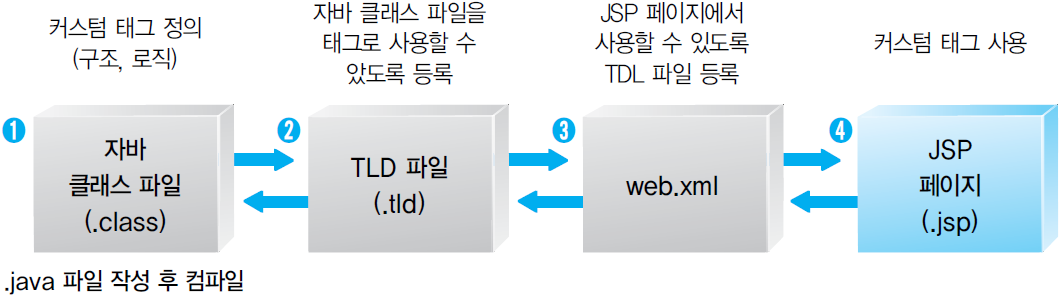 커스텀 태그 정의
(구조, 로직)
자바 클래스 파일을
태그로 사용할 수
았도록 등록
JSP 페이지에서
사용할 수 있도록
TDL 파일 등록
커스텀 태그 사용
1
자바
클래스 파일
(.class)
2
TLD 파일
(.tld)
3
web.xml
4
JSP
페이지
(.jsp)
.java 파일 작성 후 컴파일